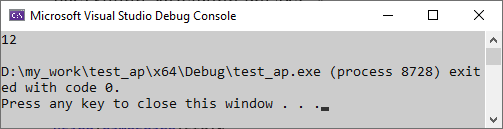 Microsoft Visual Studio Debug Console
12
D:\my_work\test_ap\x64\Debug\test_ap.exe (process 8728) exit
ed with code 0.
Press any key to close this window . . .